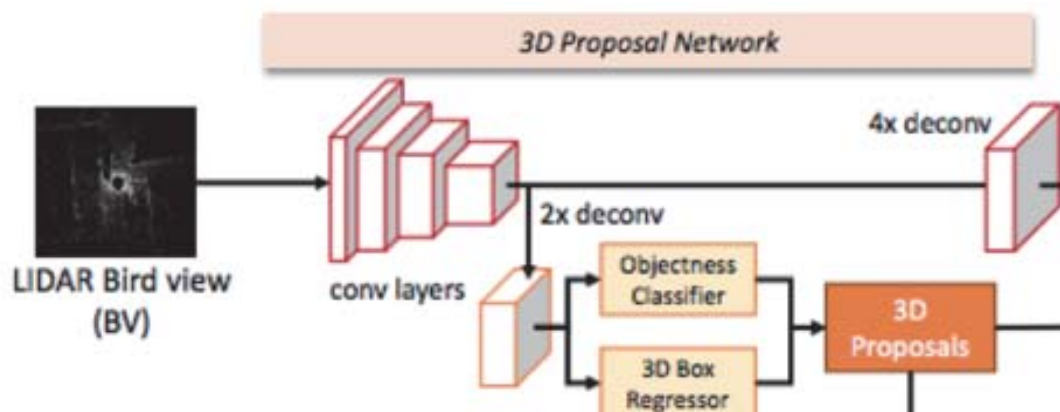 3D Proposal Network
4x deconv
2x deconv
LIDAR Bird view
(BV)
conv layers
Objectness
Classifier
3D
Proposals
3D Box
Regressor